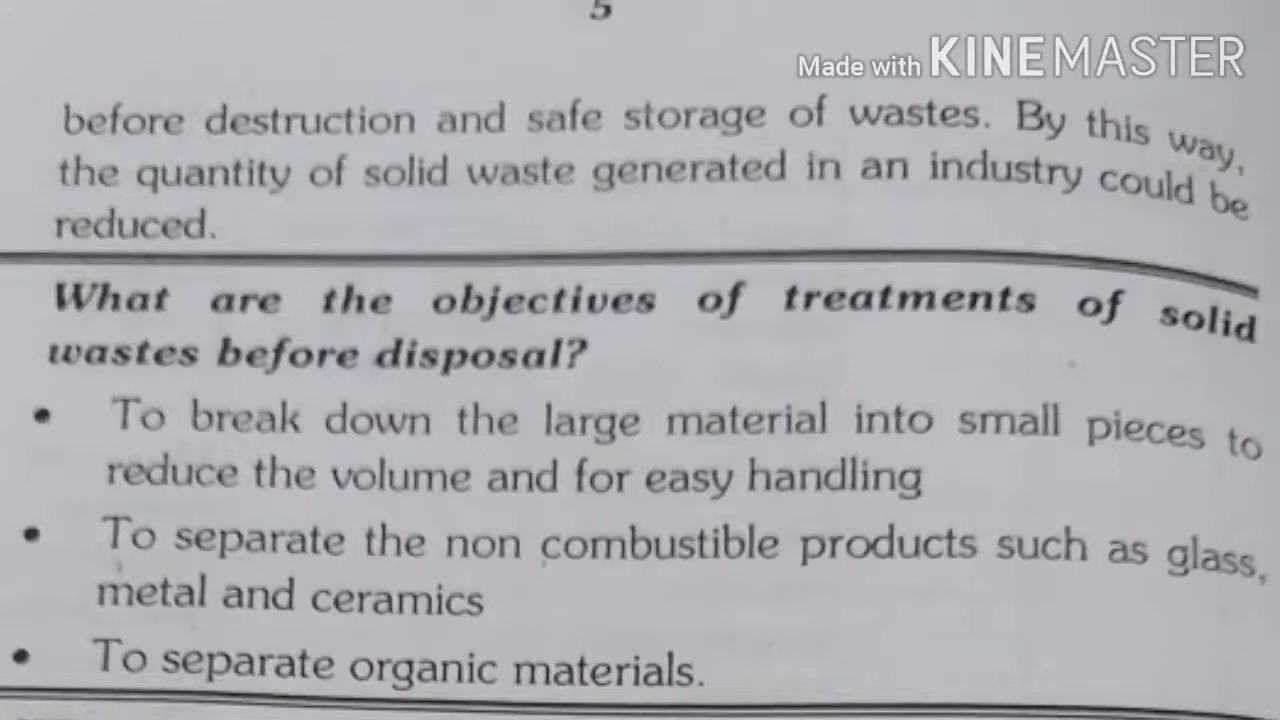 5
Made with KINEMASTER
before destruction and safe storage of wastes. By this way,
the quantity of solid waste generated in an industry could be
reduced.
What are the objectives of treatments of solid
wastes before disposal?
• To break down the large material into small pieces to
reduce the volume and for easy handling
• To separate the non combustible products such as glass,
metal and ceramics
• To separate organic materials.